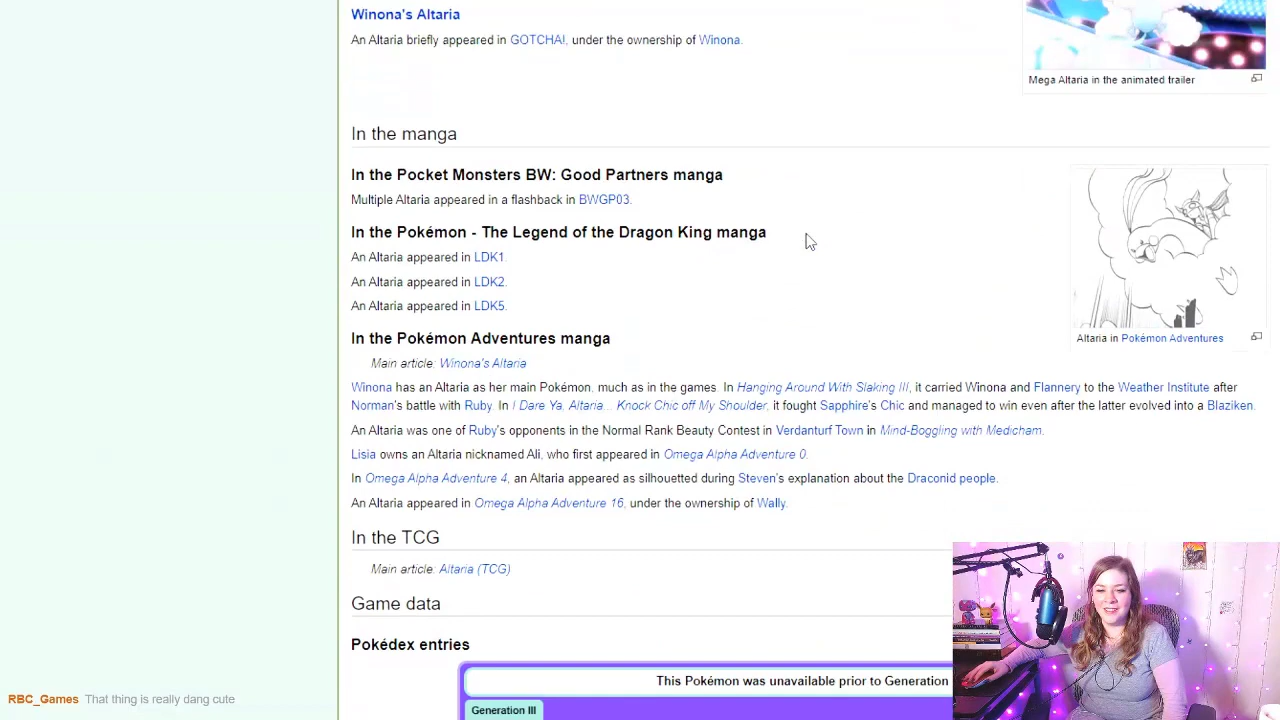 Winona's Altaria
An Altaria briefly appeared in GOTCHA!, under the ownership of Winona.
Mega Altaria in the animated trailer
In the manga
In the Pocket Monsters BW: Good Partners manga
Multiple Altaria appeared in a flashback in BWGP03.
In the Pokémon - The Legend of the Dragon King manga
An Altaria appeared in LDK1.
An Altaria appeared in LDK2.
An Altaria appeared in LDK5.
Altaria in Pokémon Adventures
In the Pokémon Adventures manga
Main article: Winona's Altaria
Winona has an Altaria as her main Pokémon, much as in the games. In Hanging Around With Slaking III, it carried Winona and Flannery to the Weather Institute after
Norman's battle with Ruby. In I Dare Ya, Altaria... Knock Chic off My Shoulder, it fought Sapphire's Chic and managed to win even after the latter evolved into a Blaziken.
An Altaria was one of Ruby's opponents in the Normal Rank Beauty Contest in Verdanturf Town in Mind-Boggling with Medicham.
Lisia owns an Altaria nicknamed Ali, who first appeared in Omega Alpha Adventure 0.
In Omega Alpha Adventure 4, an Altaria appeared as silhouetted during Steven's explanation about the Draconid people.
An Altaria appeared in Omega Alpha Adventure 16, under the ownership of Wally.
In the TCG
Main article: Altaria (TCG)
Game data
Pokédex entries
This Pokémon was unavailable prior to Generation
Generation III
RBC_Games That thing is really dang cute